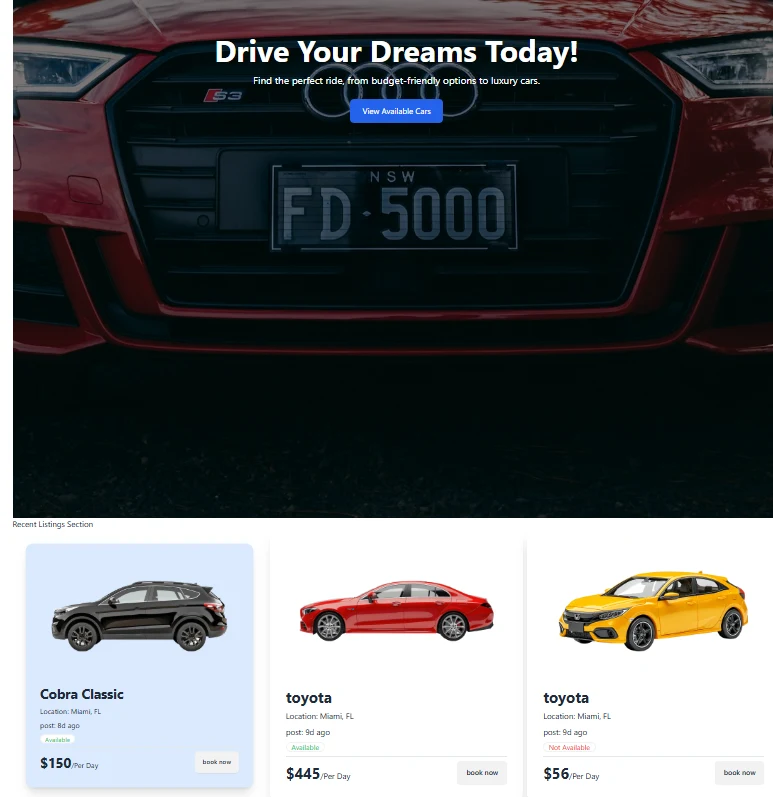 Drive Your Dreams Today!
Find the perfect ride, from budget-friendly options to luxury cars.
S3
View Available Cars
NSW
FD·5000
Recent Listings Section
Cobra Classic
Location: Miami, FL
post: 8d ago
Available
$150/Per Day
book now
toyota
Location: Miami, FL
post: 9d ago
Available
$445/Per Day
book now
toyota
Location: Miami, FL
post: 9d ago
Not Available
$56/Per Day
book now